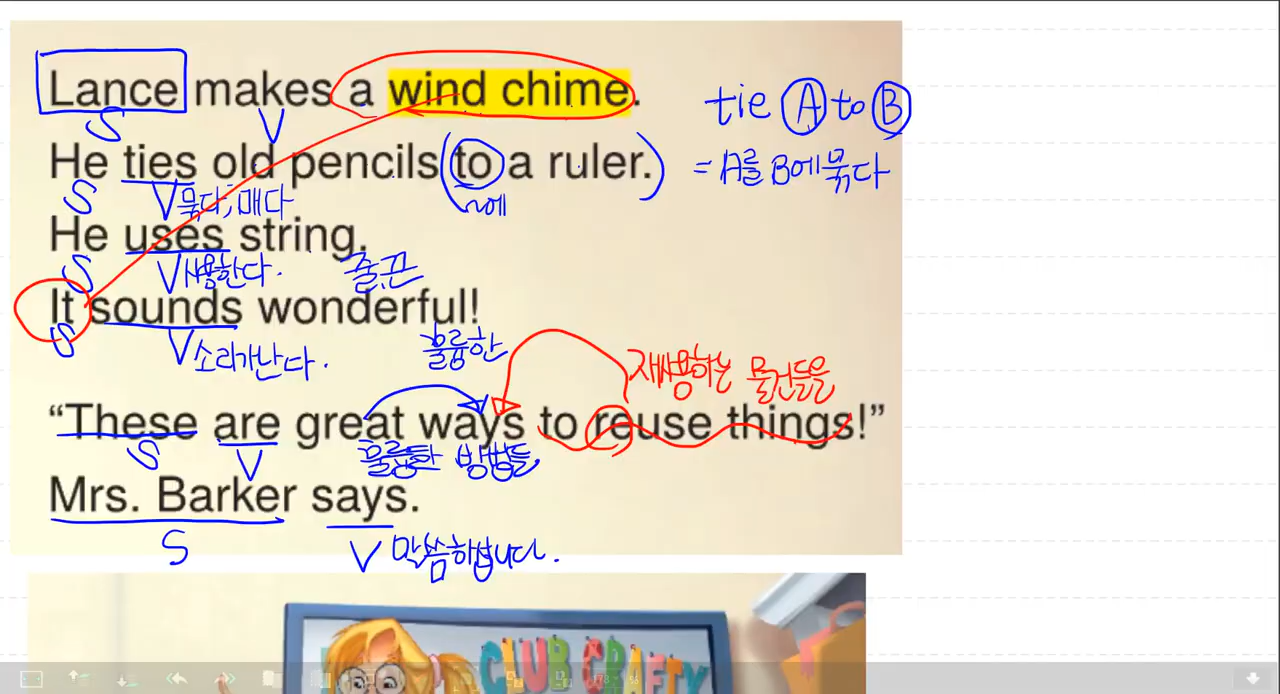 Lance makes a wind chime.
S V
tie A to B
He ties old pencils (to a ruler.)
= A를 B에 묶다
S V 묶다, 매다 ~에
He uses string.
S V 사용한다. 줄, 끈
It sounds wonderful!
S V 소리가난다. 훌륭한
재사용하는 물건들을
“These are great ways to reuse things!”
S V 훌륭한 방법들
Mrs. Barker says.
S V 말씀하십니다.
CLUB CRAFTY